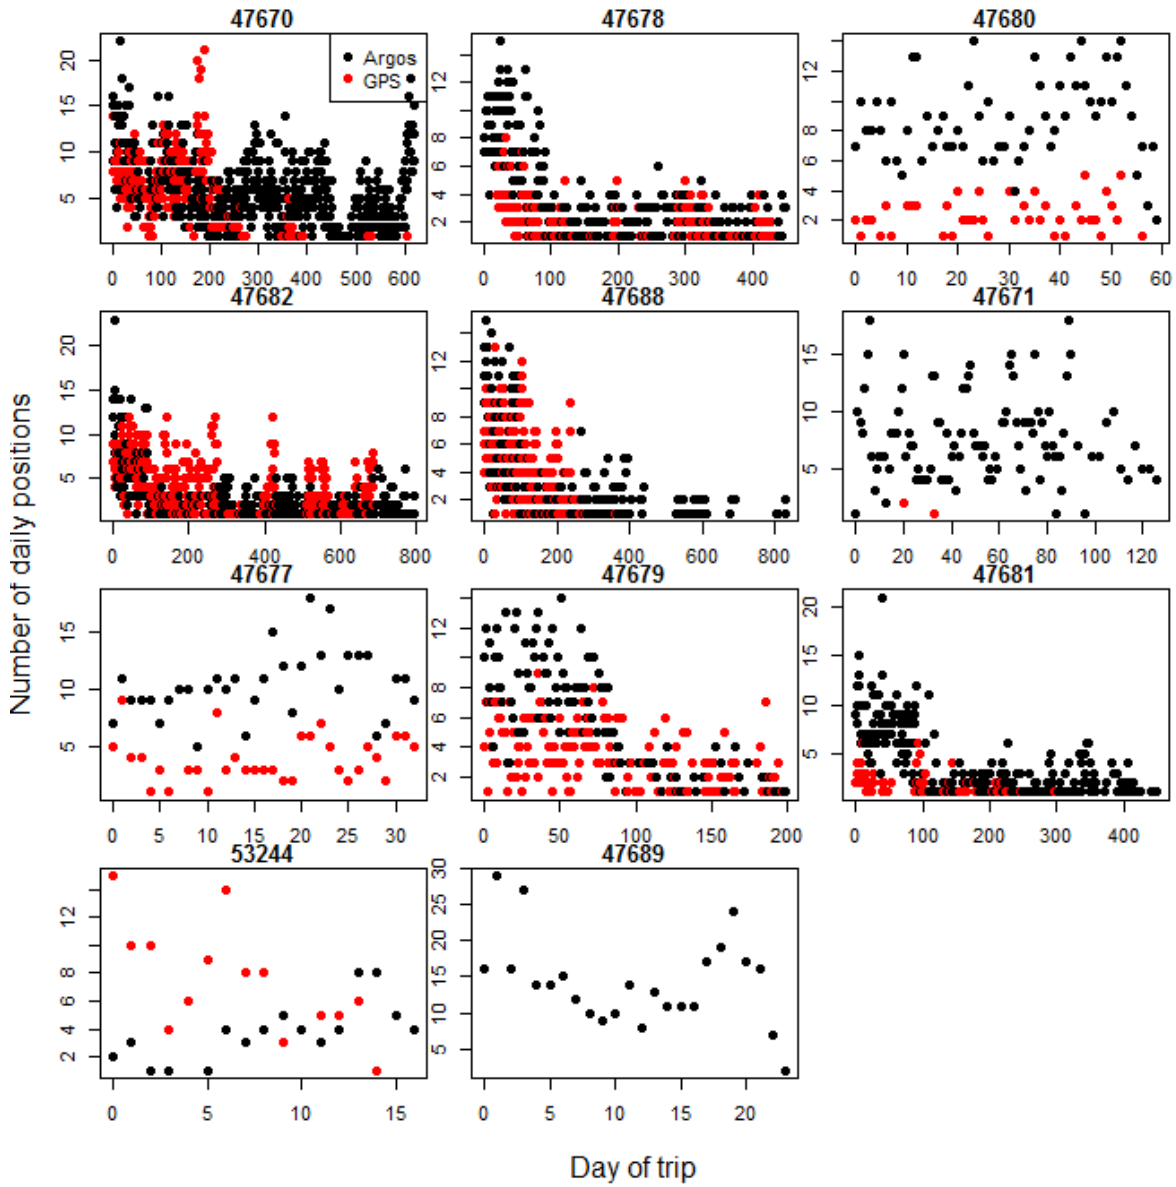 47670 47678 47680
Argos
GPS
5 10 15 20
2 4 6 8 12
2 4 6 8 10 14
0 100 200 300 400 500 600
0 100 200 300 400
0 10 20 30 40 50 60
47682 47688 47671
5 10 15 20
2 4 6 8 12
5 10 15
0 200 400 600 800
0 200 400 600 800
0 20 40 60 80 100 120
47677 47679 47681
5 10 15
2 4 6 8 12
5 10 15 20
0 5 10 15 20 25 30
0 50 100 150 200
0 100 200 300 400
53244 47689
2 4 6 8 12
5 10 15 20 25 30
0 5 10 15
0 5 10 15 20
Number of daily positions
Day of trip